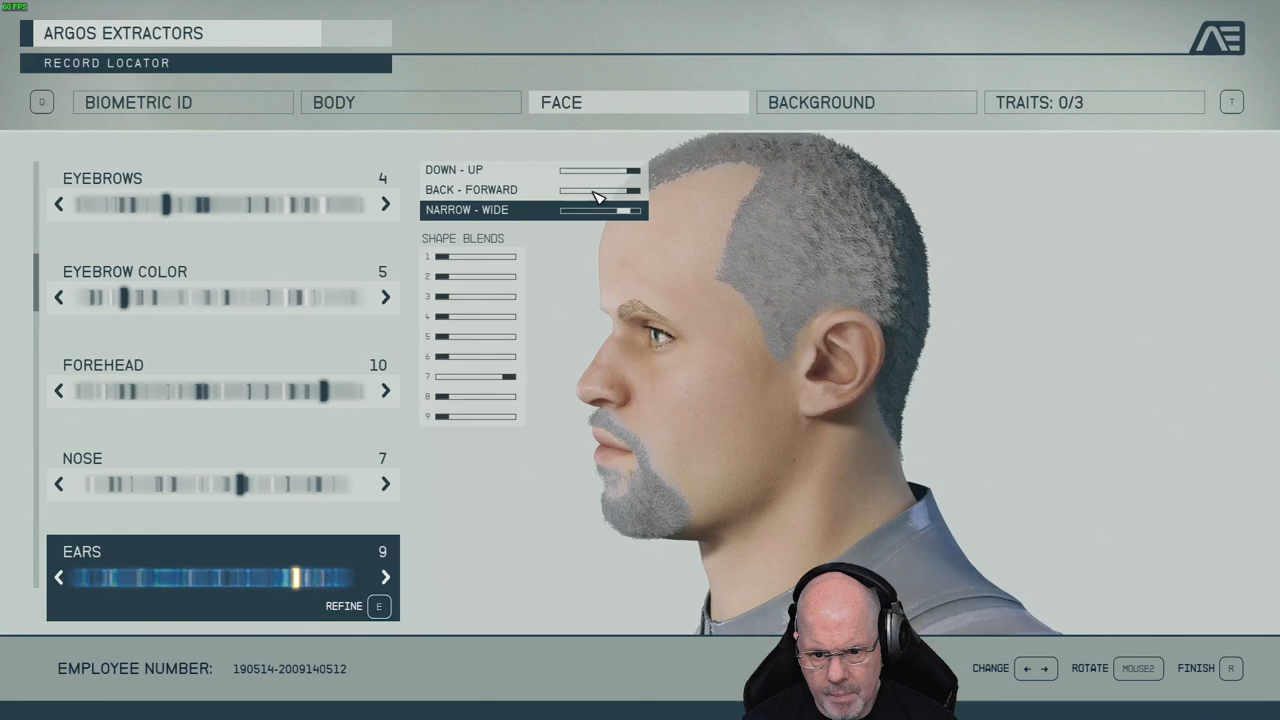 60 FPS
ARGOS EXTRACTORS
AE
RECORD LOCATOR
BIOMETRIC ID
BODY
FACE
BACKGROUND
TRAITS: 0/3
T
EYEBROWS 4
EYEBROW COLOR 5
FOREHEAD 10
NOSE 7
EARS 9
REFINE E
DOWN - UP
BACK - FORWARD
NARROW - WIDE
SHAPE BLENDS
1
2
3
4
5
6
7
8
9
EMPLOYEE NUMBER: 190514-2009140512
CHANGE ← →
ROTATE MOUSE2
FINISH R